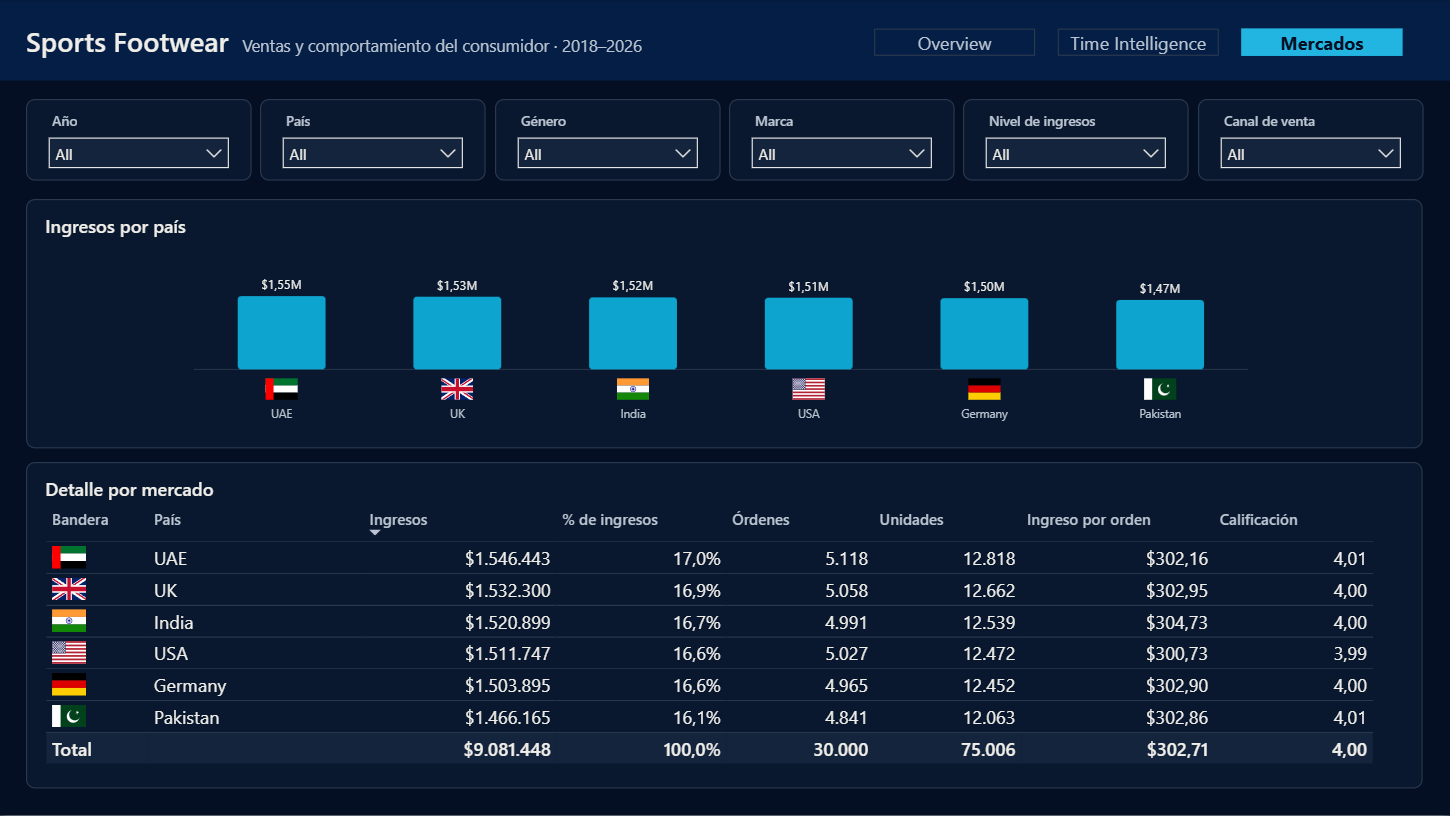 Sports Footwear Ventas y comportamiento del consumidor · 2018–2026 Overview Time Intelligence Mercados
Año País Género Marca Nivel de ingresos Canal de venta
All All All All All All
Ingresos por país
$1,55M $1,53M $1,52M $1,51M $1,50M $1,47M
UAE UK India USA Germany Pakistan
Detalle por mercado
Bandera País Ingresos % de ingresos Órdenes Unidades Ingreso por orden Calificación
UAE $1.546.443 17,0% 5.118 12.818 $302,16 4,01
UK $1.532.300 16,9% 5.058 12.662 $302,95 4,00
India $1.520.899 16,7% 4.991 12.539 $304,73 4,00
USA $1.511.747 16,6% 5.027 12.472 $300,73 3,99
Germany $1.503.895 16,6% 4.965 12.452 $302,90 4,00
Pakistan $1.466.165 16,1% 4.841 12.063 $302,86 4,01
Total $9.081.448 100,0% 30.000 75.006 $302,71 4,00